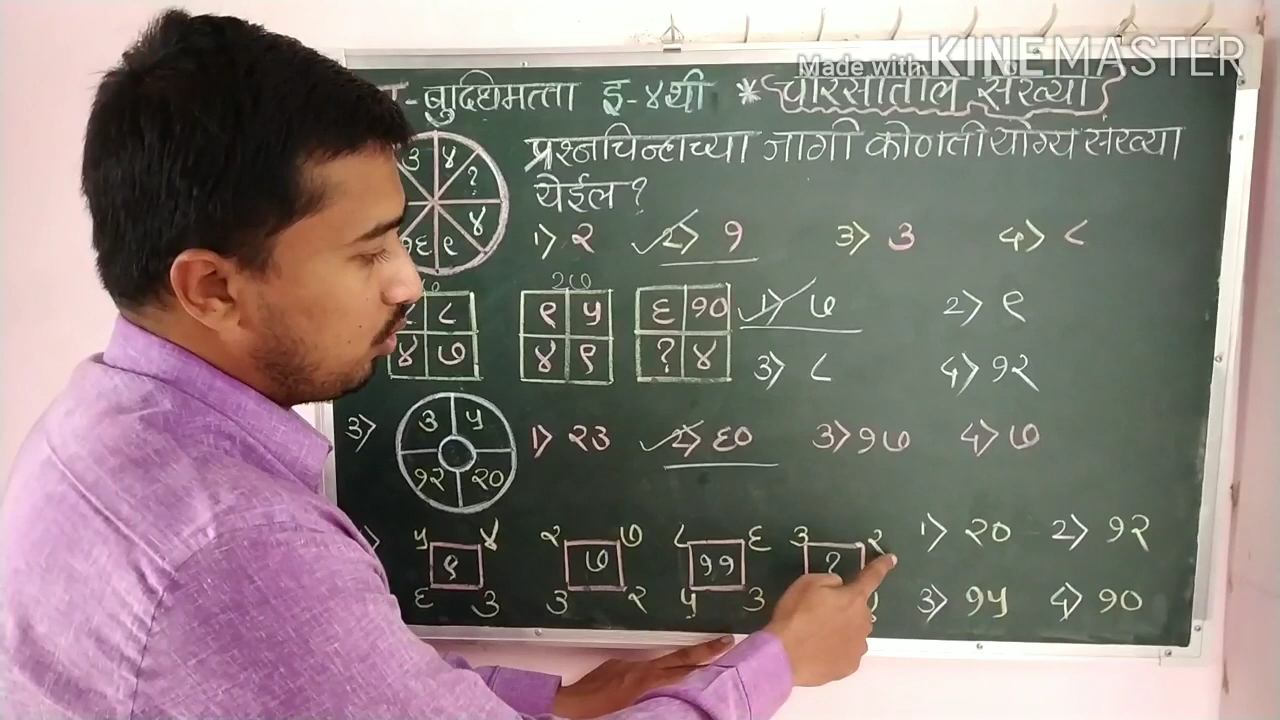 Made with KINEMASTER
बुद्धिमत्ता इ-४थी * चौरसातील संख्या
प्रश्नचिन्हाच्या जागी कोणती योग्य संख्या
येईल ?
३ ४
?
४
१६ ९
१) २ २) १ ३) ३ ४) ८
२७
८ ९ ५ ६ १० १) ७ २) ९
४ ७ ४ ९ ? ४ ३) ८ ४) १२
३) ३ ५ १) २३ २) ६० ३) १७ ४) ७
१२ २०
५ ४ २ ७ ८ ६ ३ २ १) २० २) १२
९ ७ ११ ?
६ ३ ३ २ ५ ३ ३) १५ ४) १०